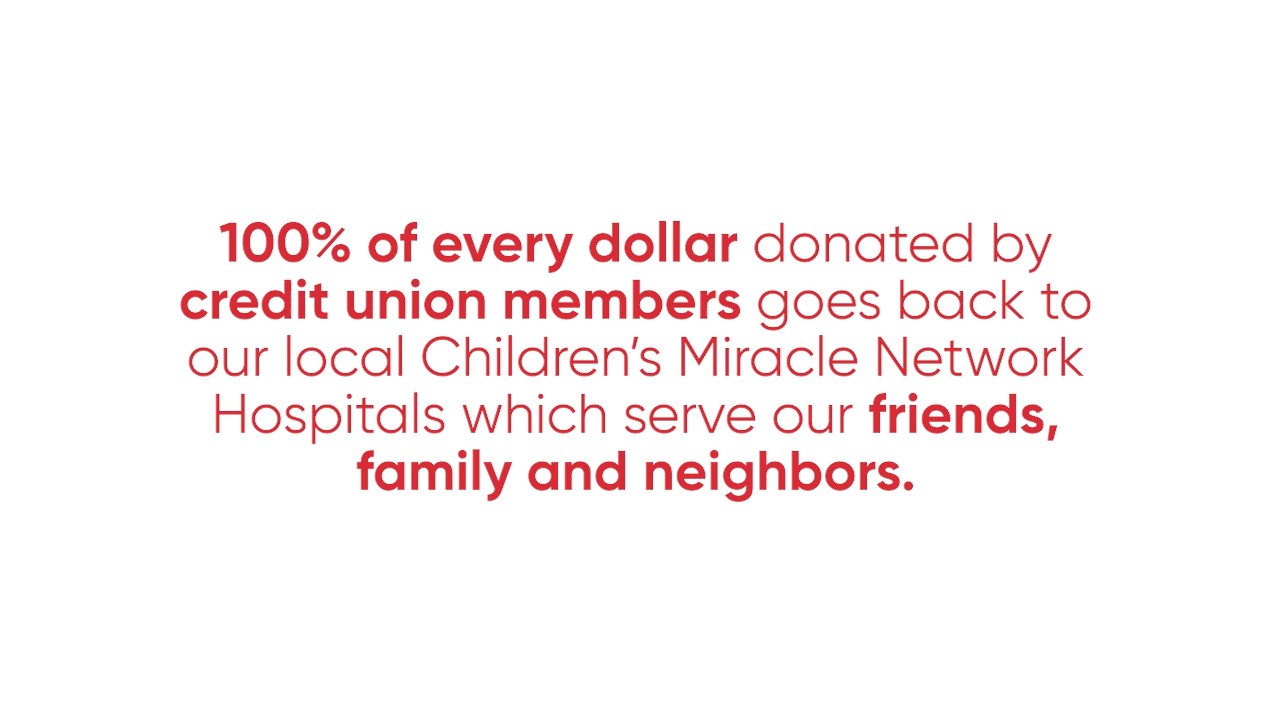 100% of every dollar donated by
credit union members goes back to
our local Children’s Miracle Network
Hospitals which serve our friends,
family and neighbors.